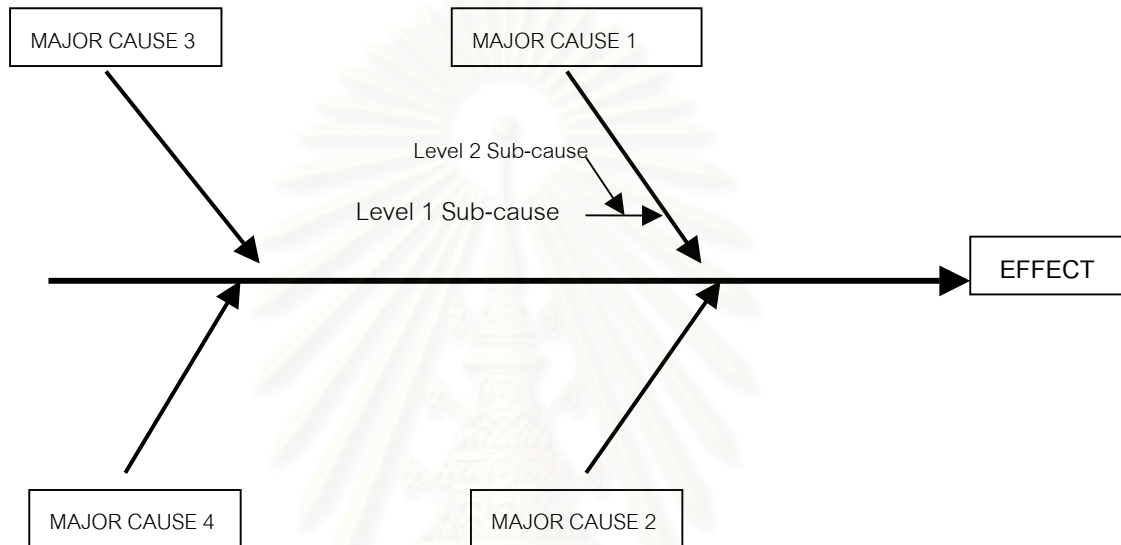 MAJOR CAUSE 3
MAJOR CAUSE 1
Level 2 Sub-cause
Level 1 Sub-cause
EFFECT
MAJOR CAUSE 4
MAJOR CAUSE 2